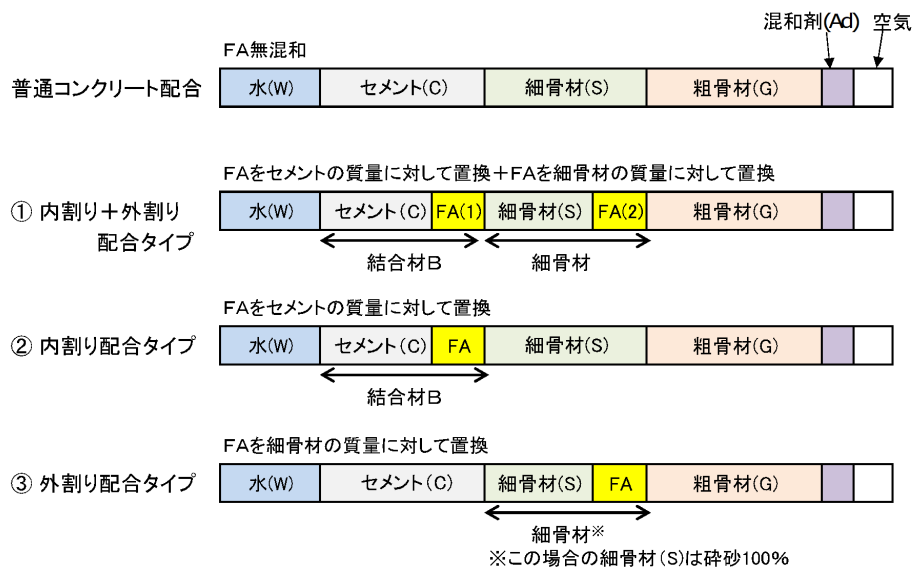 混和剤(Ad) 空気
FA無混和
普通コンクリート配合 水(W) セメント(C) 細骨材(S) 粗骨材(G)
FAをセメントの質量に対して置換+FAを細骨材の質量に対して置換
① 内割り+外割り 水(W) セメント(C) FA(1) 細骨材(S) FA(2) 粗骨材(G)
配合タイプ
結合材B 細骨材
FAをセメントの質量に対して置換
② 内割り配合タイプ 水(W) セメント(C) FA 細骨材(S) 粗骨材(G)
結合材B
FAを細骨材の質量に対して置換
③ 外割り配合タイプ 水(W) セメント(C) 細骨材(S) FA 粗骨材(G)
細骨材※
※この場合の細骨材(S)は砕砂100%